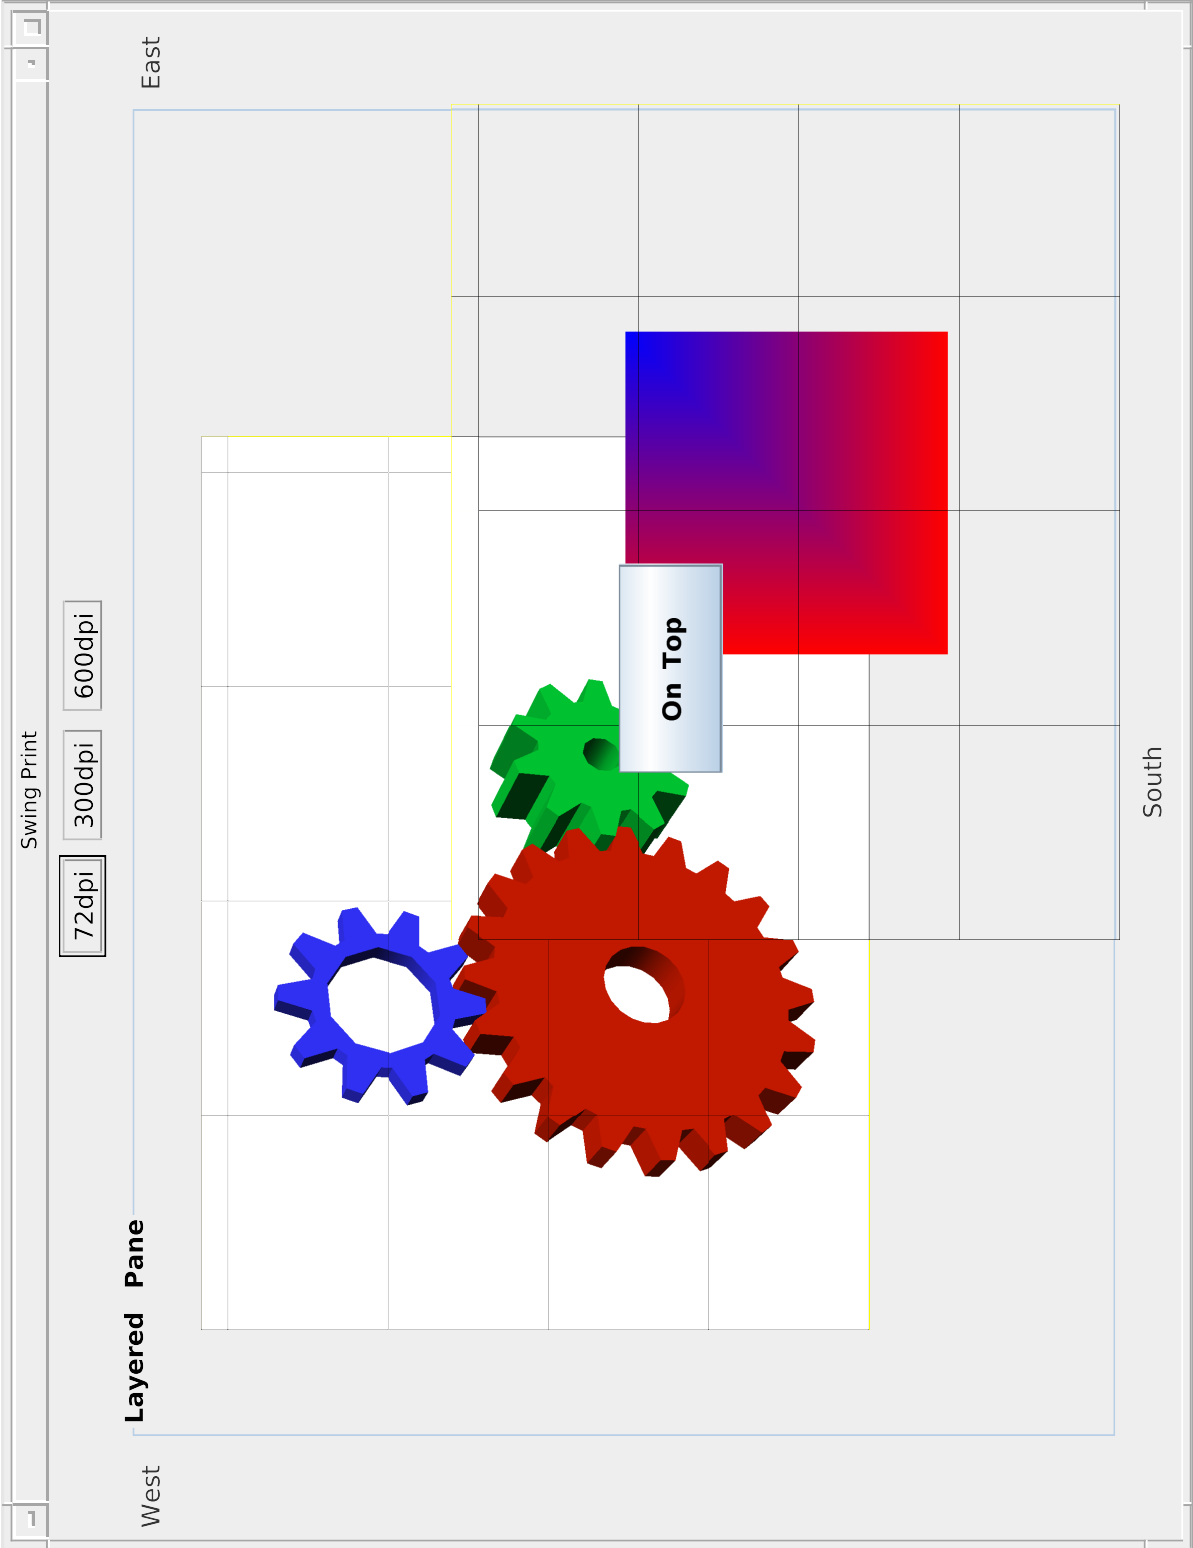 Swing Print
72dpi
300dpi
600dpi
West
Layered Pane
East
On Top
South